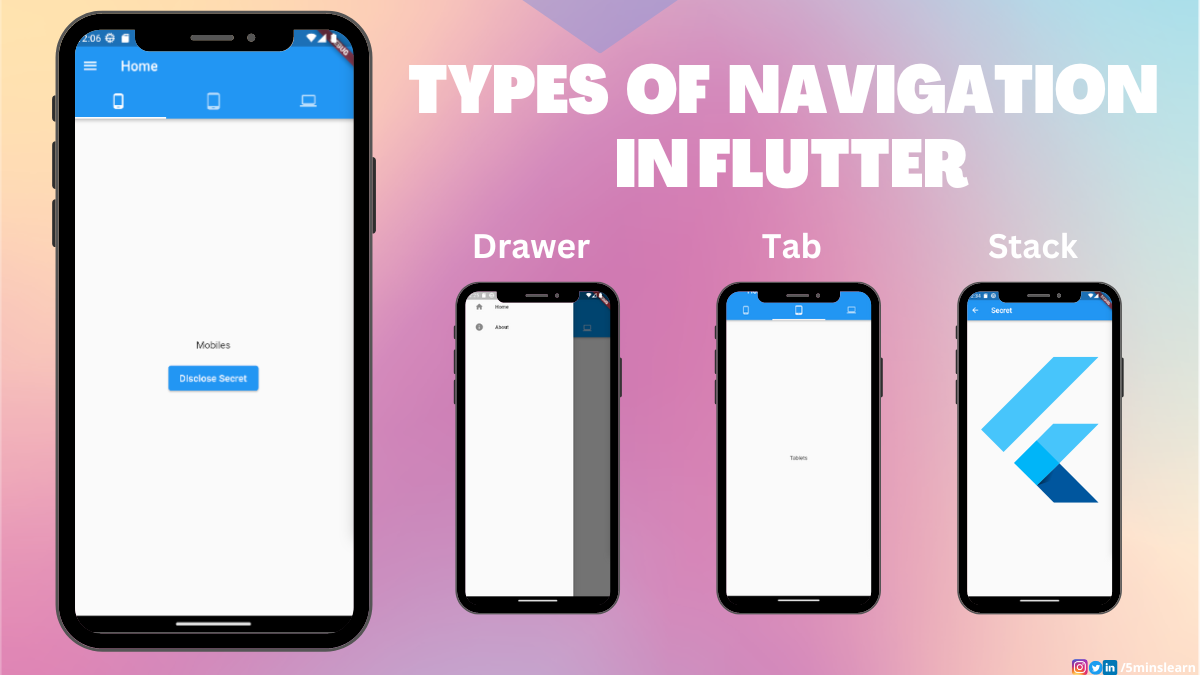 2:06
Home
Mobiles
Disclose Secret
TYPES OF NAVIGATION
IN FLUTTER
Drawer
Tab
Stack
Home
About
Tablets
Secret
/5minslearn